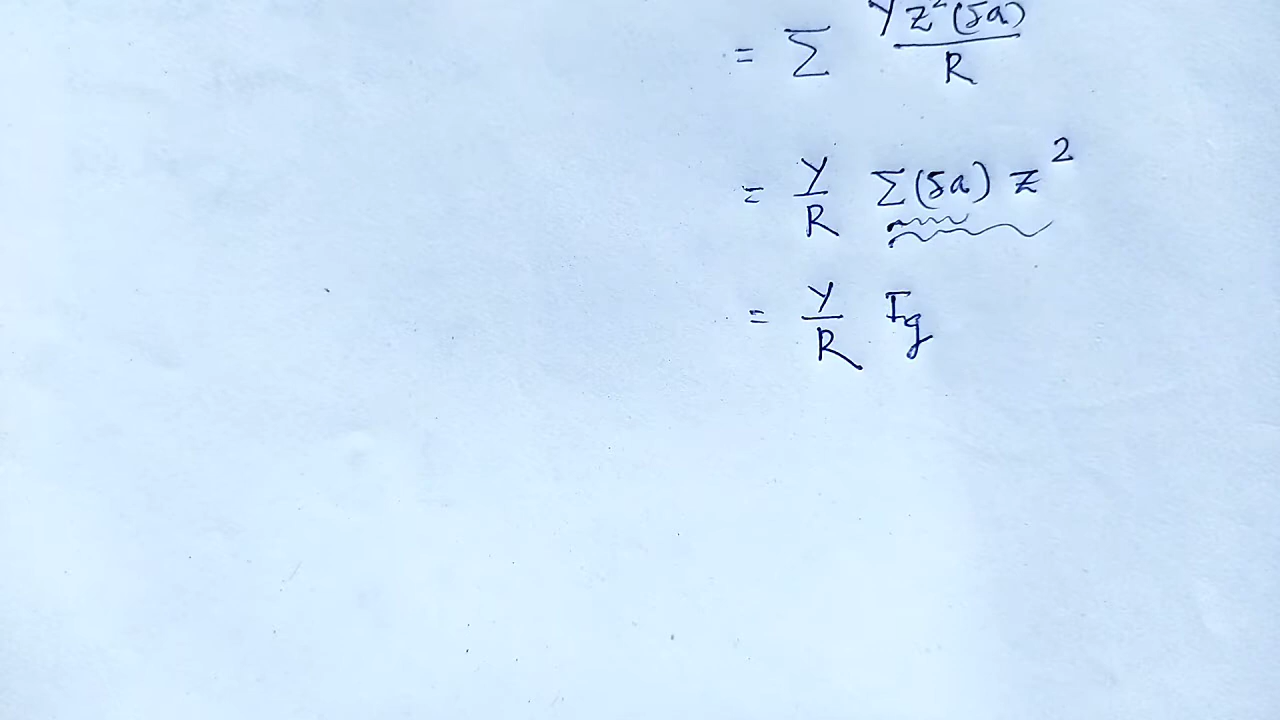 = Σ Yz²(δa)/R
= Y/R Σ(δa) z²
= Y/R Ig